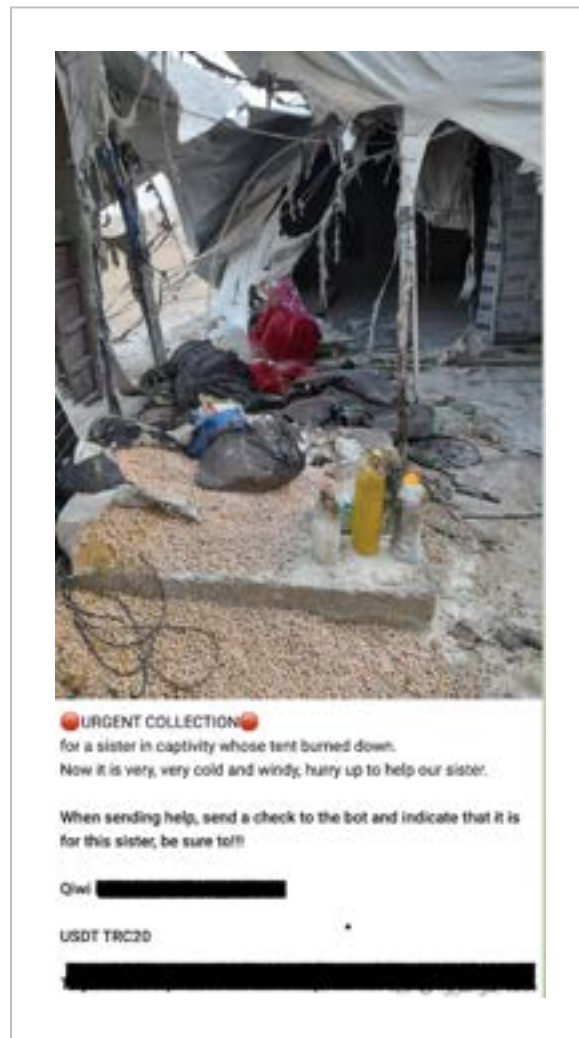 🔴URGENT COLLECTION🔴
for a sister in captivity whose tent burned down.
Now it is very, very cold and windy, hurry up to help our sister.
When sending help, send a check to the bot and indicate that it is
for this sister, be sure to!!!
Qiwi
USDT TRC20